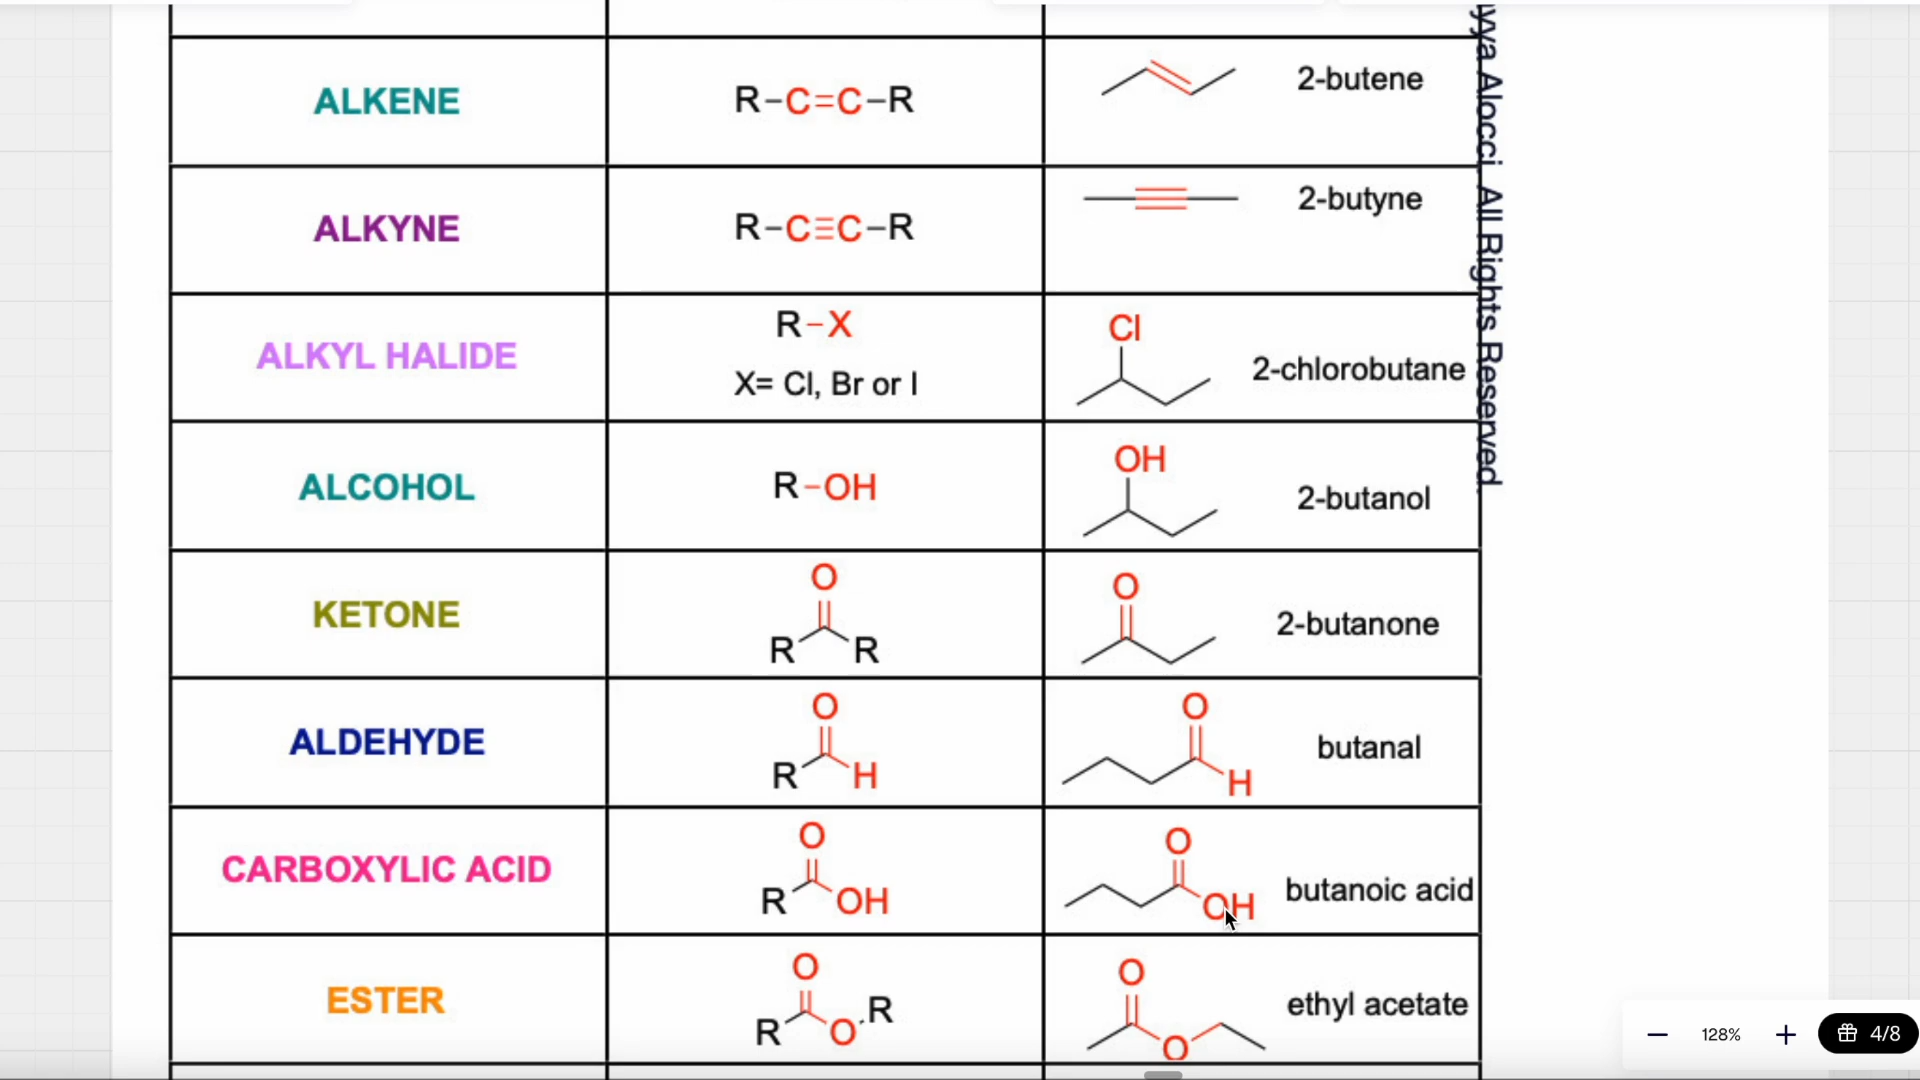 ALKENE
R-C=C-R
2-butene
ALKYNE
R-C≡C-R
2-butyne
ALKYL HALIDE
R-X
X= Cl, Br or I
Cl
2-chlorobutane
ALCOHOL
R-OH
OH
2-butanol
KETONE
O
R R
O
2-butanone
ALDEHYDE
O
R H
O
H
butanal
CARBOXYLIC ACID
O
R OH
O
OH
butanoic acid
ESTER
O
R O R
O
O
ethyl acetate
Alocci, All Rights Reserved.
128%
4/8